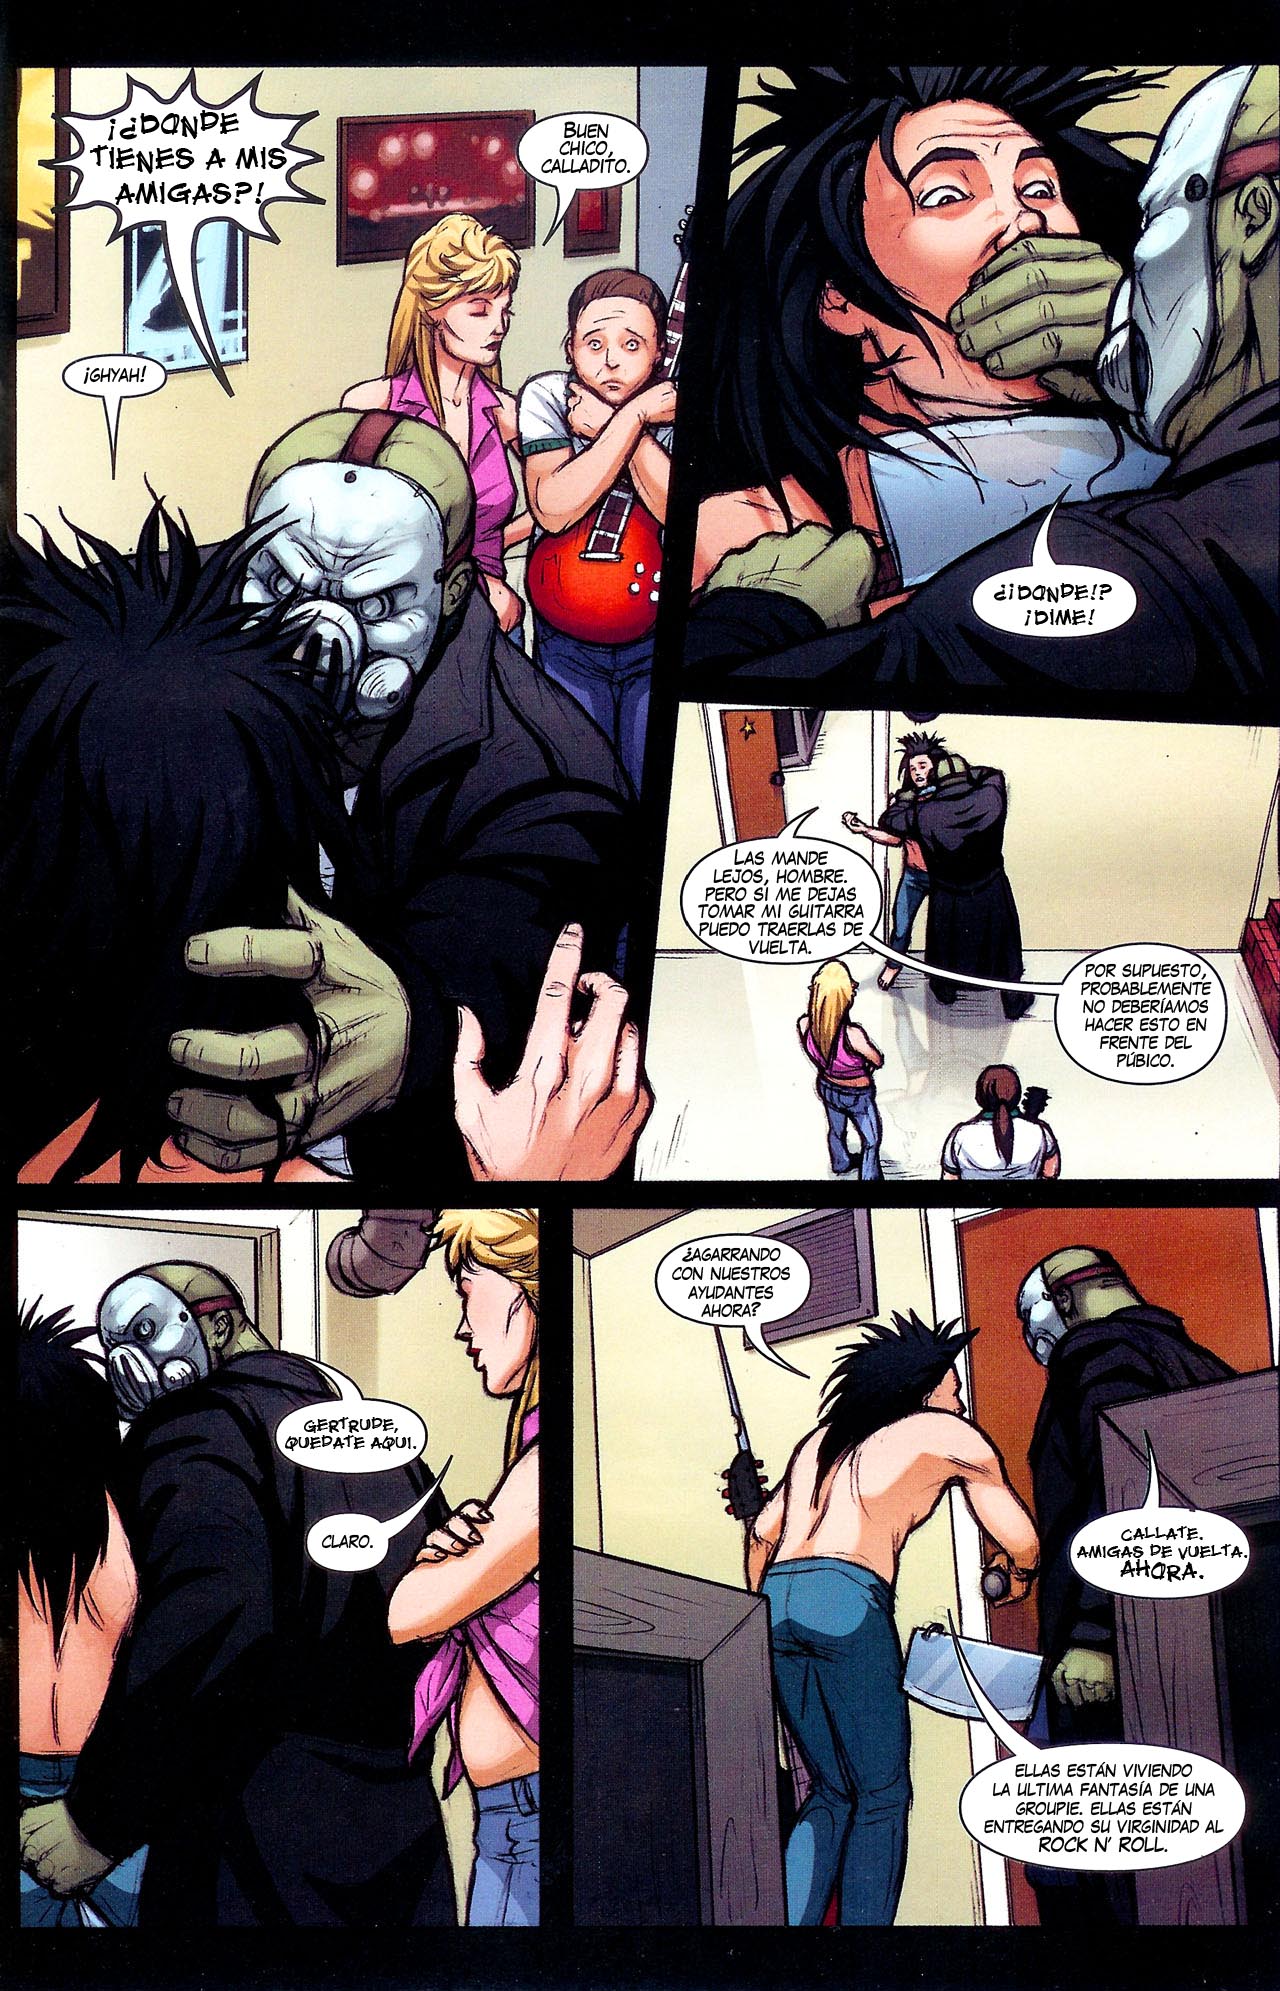 ¡¿DONDE
TIENES A MIS
AMIGAS?!
¡GHYAH!
BUEN
CHICO,
CALLADITO.
¿¡DONDE!?
¡DIME!
LAS MANDE
LEJOS, HOMBRE.
PERO SI ME DEJAS
TOMAR MI GUITARRA
PUEDO TRAERLAS DE
VUELTA.
POR SUPUESTO,
PROBABLEMENTE
NO DEBERÍAMOS
HACER ESTO EN
FRENTE DEL
PÚBICO.
GERTRUDE,
QUEDATE AQUI.
CLARO.
¿AGARRANDO
CON NUESTROS
AYUDANTES
AHORA?
CALLATE.
AMIGAS DE VUELTA.
AHORA.
ELLAS ESTÁN VIVIENDO
LA ULTIMA FANTASÍA DE UNA
GROUPIE. ELLAS ESTÁN
ENTREGANDO SU VIRGINIDAD AL
ROCK N' ROLL.